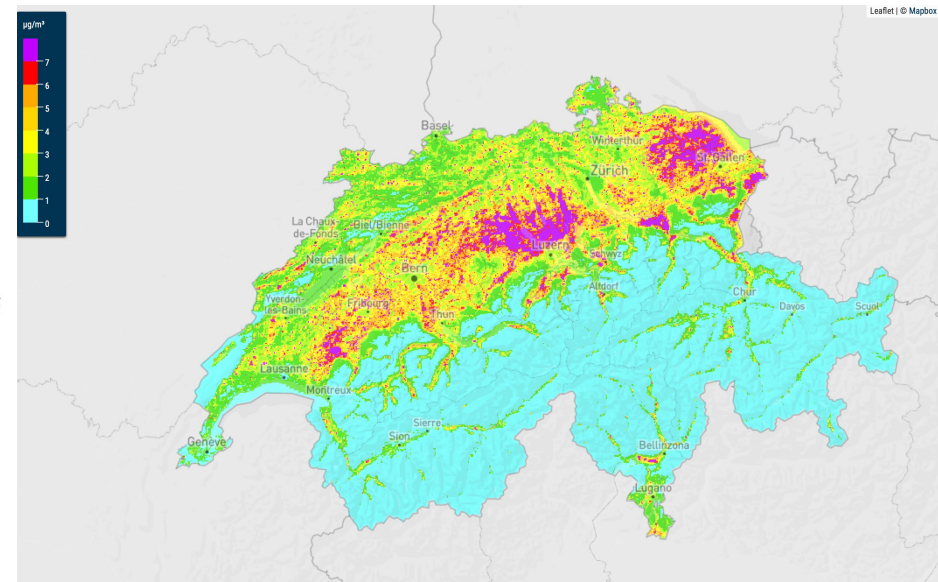 Leaflet | © Mapbox
µg/m³
7
6
5
4
3
2
1
0
Basel
Winterthur
Zürich
St. Gallen
La Chaux-
de-Fonds
Biel/Bienne
Neuchâtel
Luzern
Schwyz
Bern
Altdorf
Chur
Yverdon-
les-Bains
Fribourg
Thun
Davos
Scuol
Lausanne
Montreux
Sierre
Sion
Genève
Bellinzona
Lugano